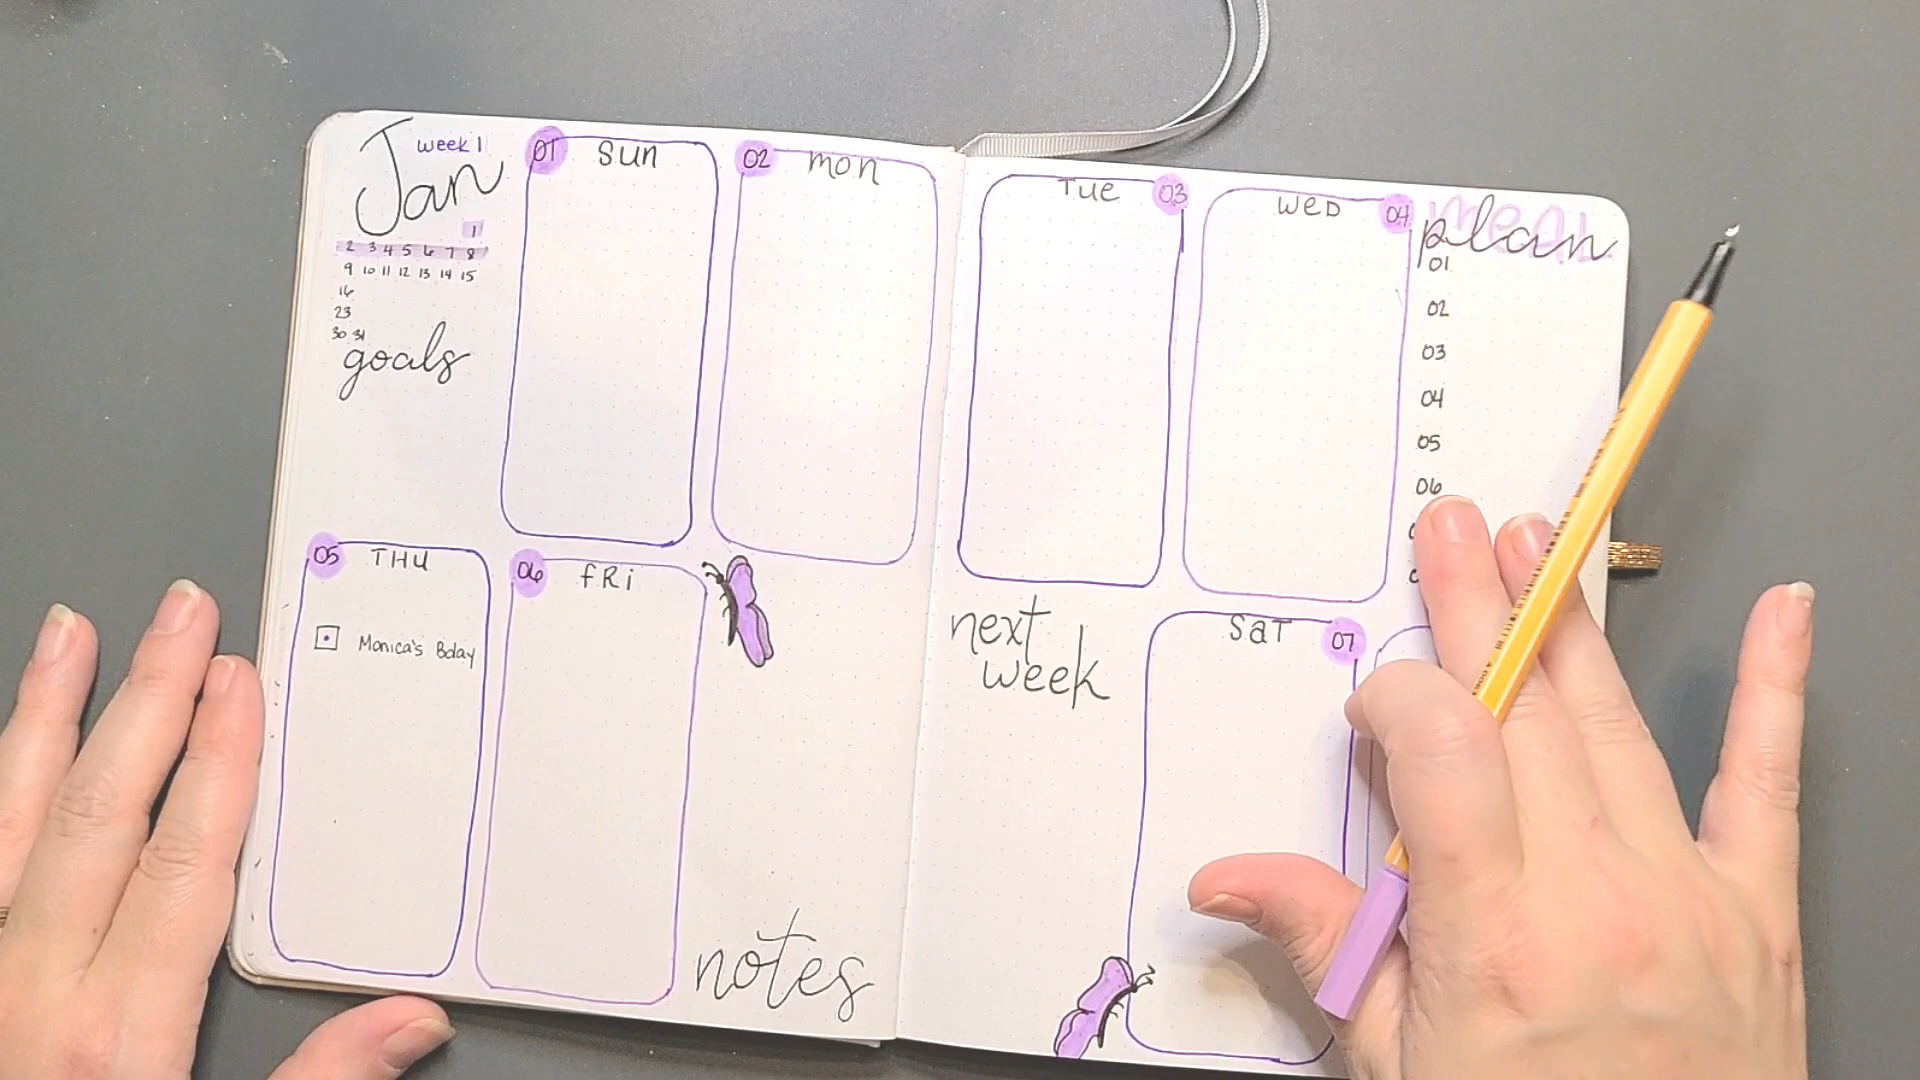 Jan
week 1
1
2 3 4 5 6 7 8
9 10 11 12 13 14 15
16
23
30 31
goals
01 Sun
02 mon
Tue 03
WeD 04
meal
plan
01
02
03
04
05
06
05 THU
Monica's Bday
06 fRi
notes
next
week
SaT 07